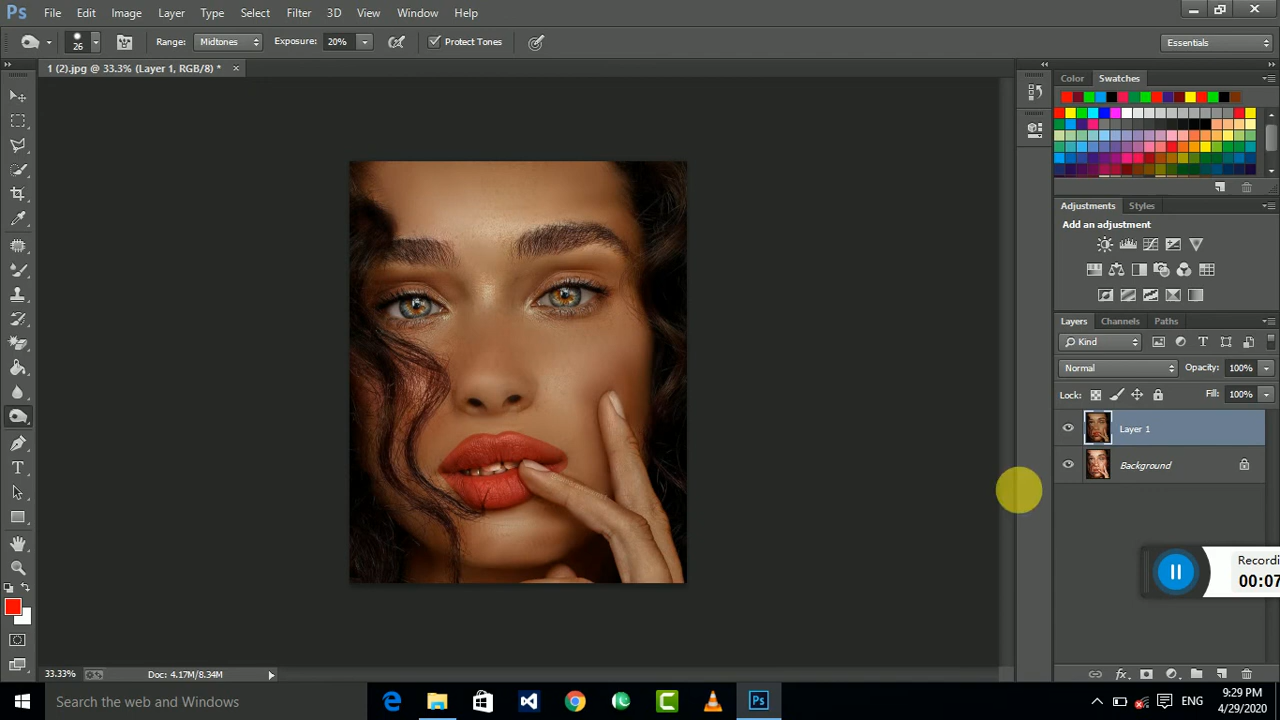 Ps File Edit Image Layer Type Select Filter 3D View Window Help
26 Range: Midtones Exposure: 20% Protect Tones Essentials
1 (2).jpg @ 33.3% (Layer 1, RGB/8) * ×
Color Swatches
Adjustments Styles
Add an adjustment
Layers Channels Paths
Kind
Normal Opacity: 100%
Lock: Fill: 100%
Layer 1
Background
Recordi
00:07
33.33% Doc: 4.17M/8.34M
Search the web and Windows
ENG
9:29 PM
4/29/2020